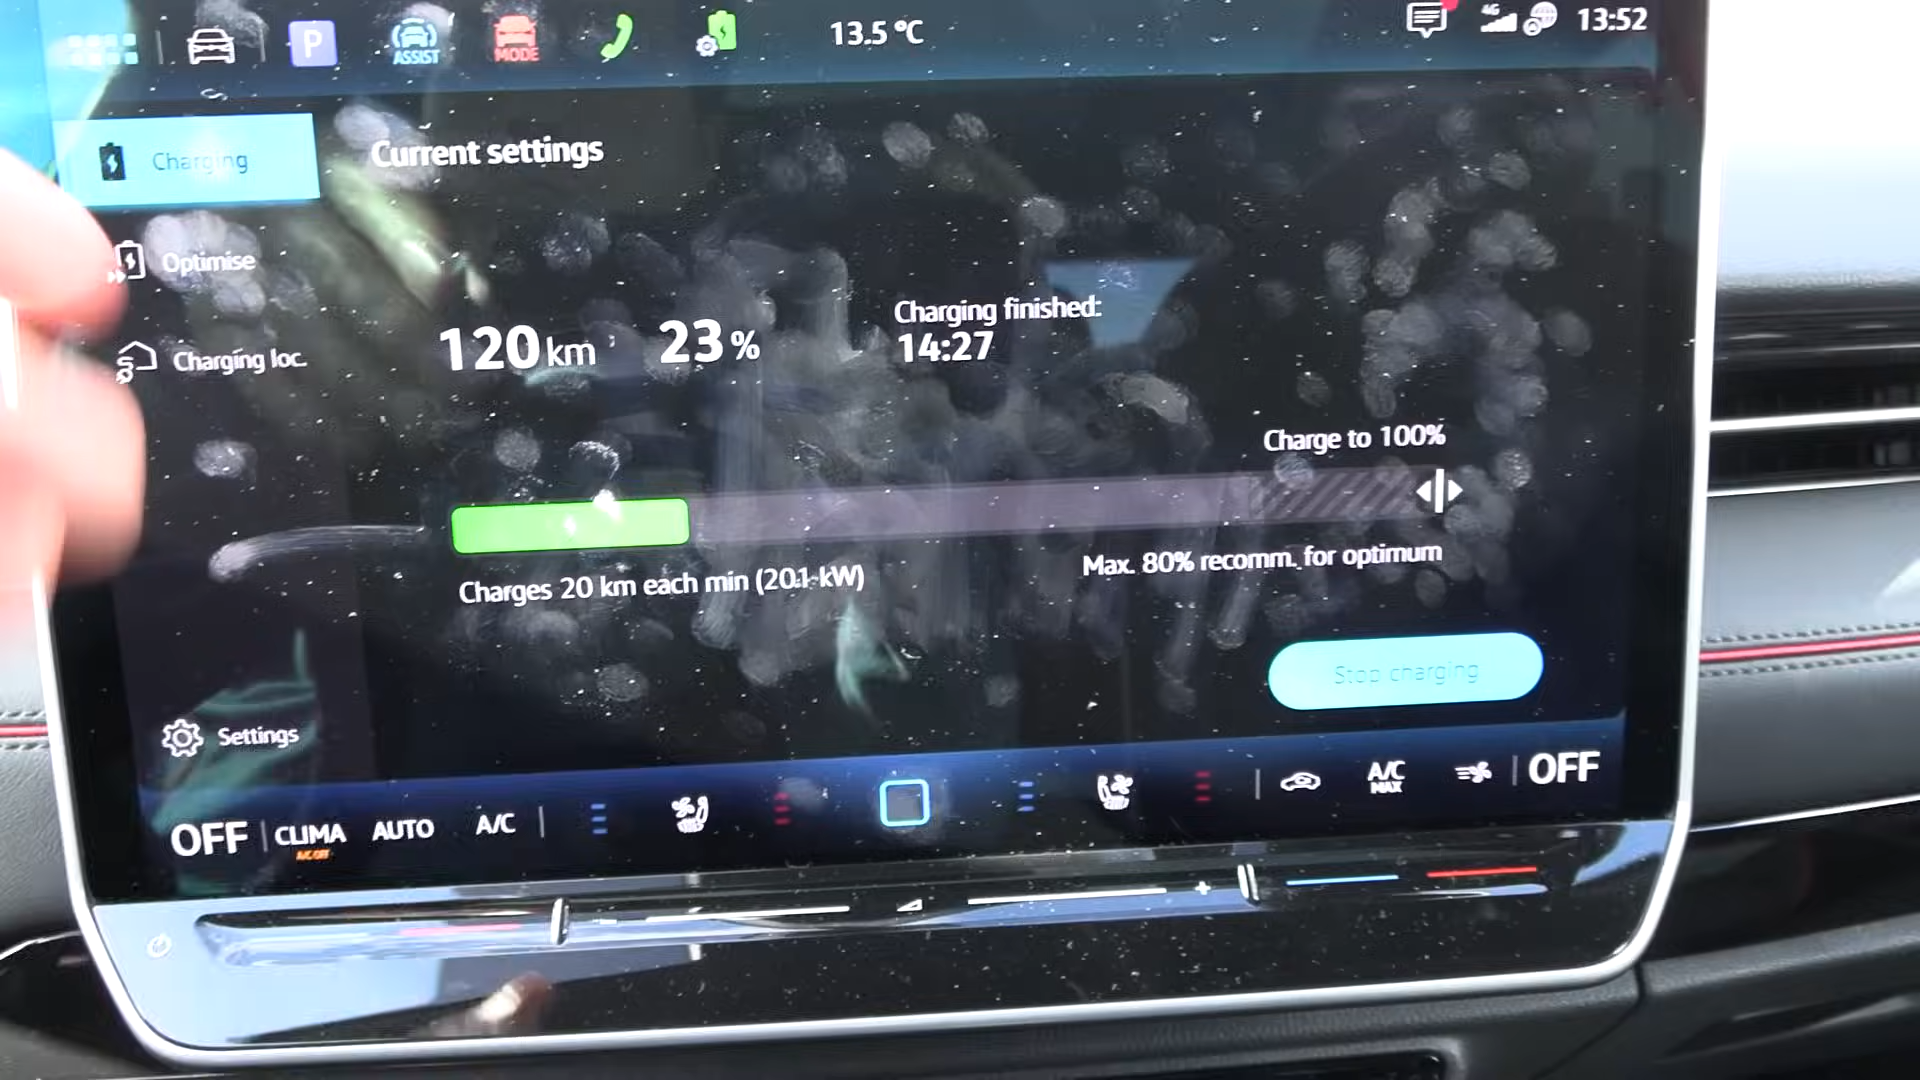 P
ASSIST
MODE
13.5 °C
4G
13:52
Charging
Current settings
Optimise
Charging loc.
120 km
23 %
Charging finished:
14:27
Charge to 100%
Charges 20 km each min (201 kW)
Max. 80% recomm. for optimum
Stop charging
Settings
OFF
CLIMA
A/C OFF
AUTO
A/C
A/C
MAX
OFF